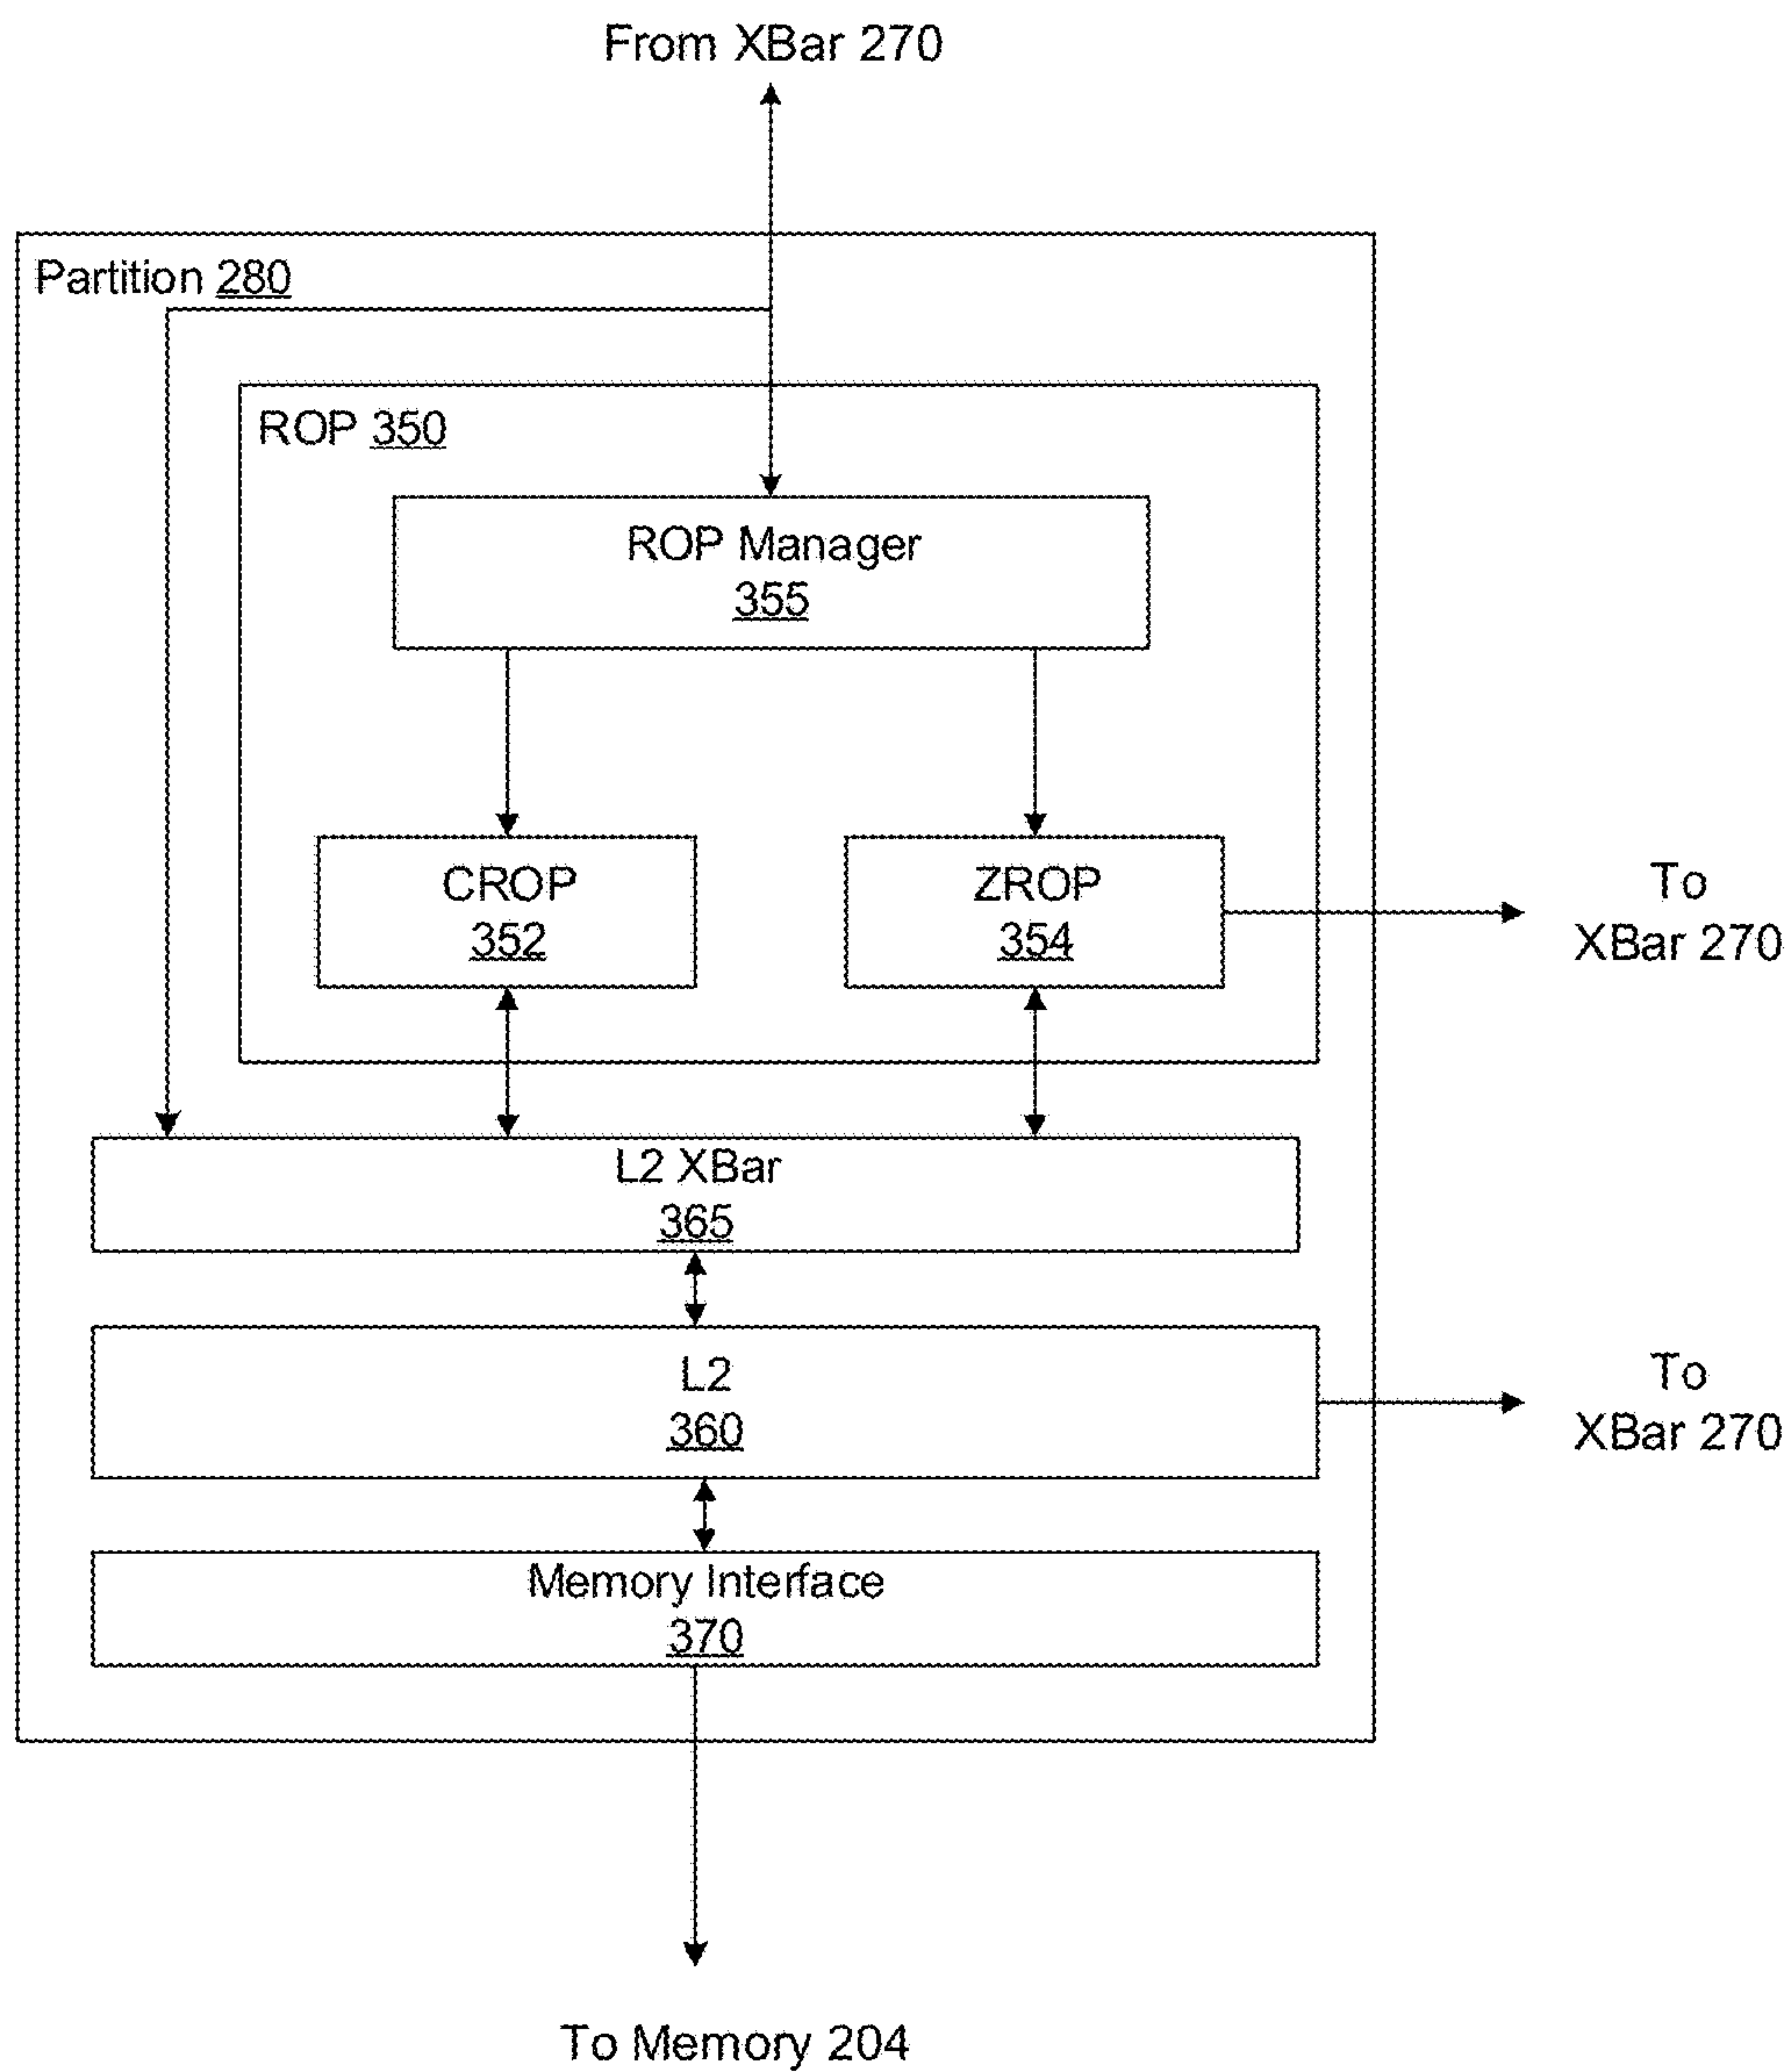 From XBar 270
Partition 280
ROP 350
ROP Manager
355
CROP
352
ZROP
354
To
XBar 270
L2 XBar
365
L2
360
To
XBar 270
Memory Interface
370
To Memory 204